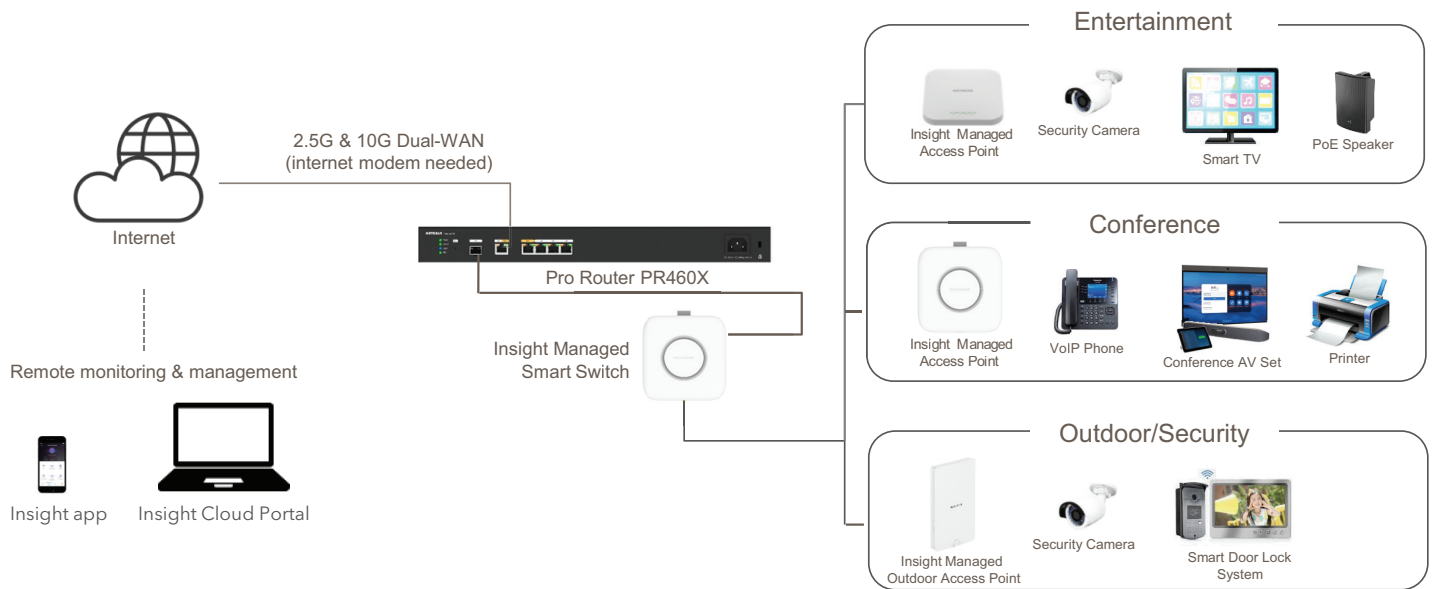 Entertainment
Insight Managed
Access Point
Security Camera
Smart TV
PoE Speaker
2.5G & 10G Dual-WAN
(internet modem needed)
Internet
Pro Router PR460X
Conference
Insight Managed
Access Point
VoIP Phone
Conference AV Set
Printer
Insight Managed
Smart Switch
Remote monitoring & management
Insight app
Insight Cloud Portal
Outdoor/Security
Insight Managed
Outdoor Access Point
Security Camera
Smart Door Lock
System